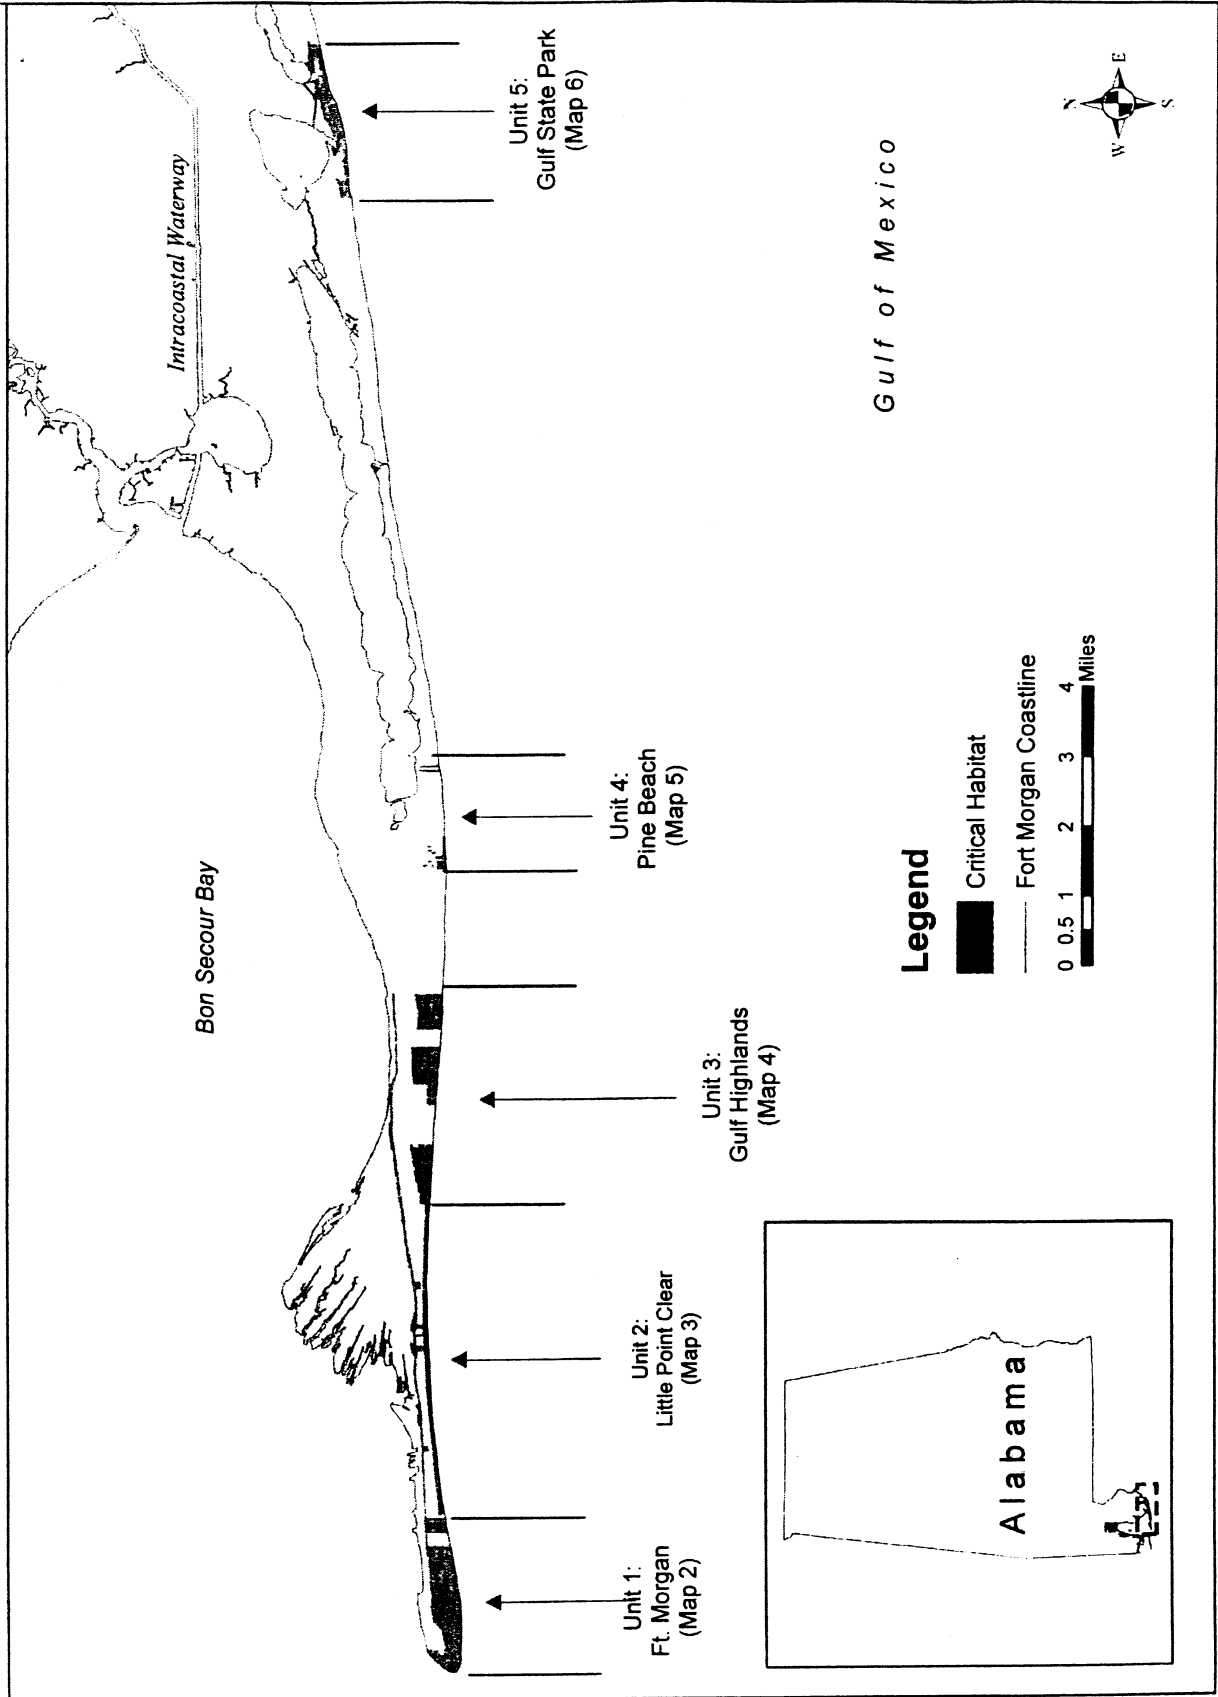 Intracoastal Waterway
Bon Secour Bay
Gulf of Mexico
N
W
E
S
Unit 1:
Ft. Morgan
(Map 2)
Unit 2:
Little Point Clear
(Map 3)
Unit 3:
Gulf Highlands
(Map 4)
Unit 4:
Pine Beach
(Map 5)
Unit 5:
Gulf State Park
(Map 6)
Alabama
Legend
Critical Habitat
Fort Morgan Coastline
0 0.5 1 2 3 4
Miles